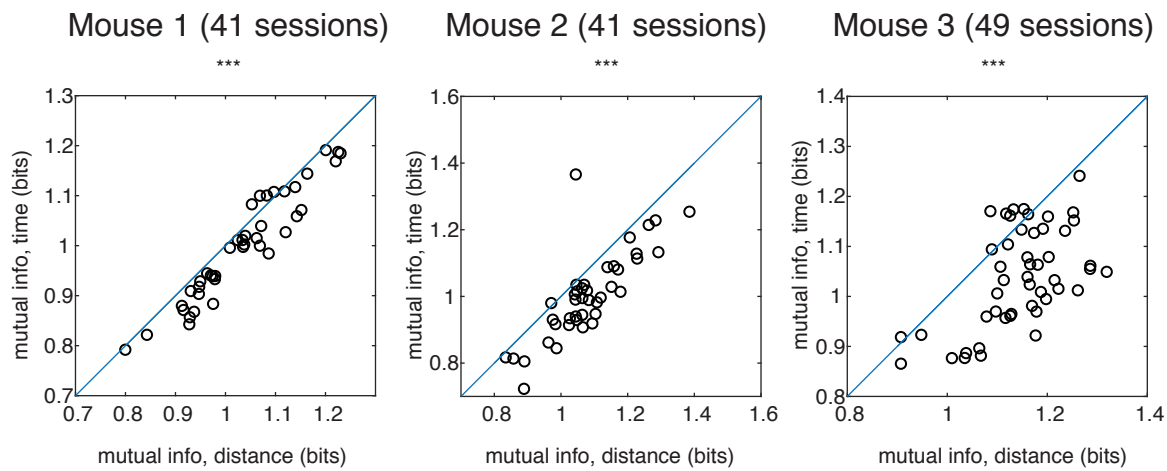 Mouse 1 (41 sessions)
***
mutual info, time (bits)
1.3
1.2
1.1
1
0.9
0.8
0.7
0.7 0.8 0.9 1 1.1 1.2
mutual info, distance (bits)
Mouse 2 (41 sessions)
***
mutual info, time (bits)
1.6
1.4
1.2
1
0.8
0.8 1 1.2 1.4 1.6
mutual info, distance (bits)
Mouse 3 (49 sessions)
***
mutual info, time (bits)
1.4
1.3
1.2
1.1
1
0.9
0.8
0.8 1 1.2 1.4
mutual info, distance (bits)